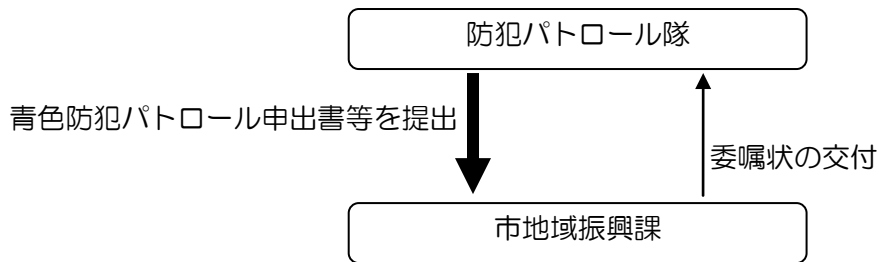 防犯パトロール隊
青色防犯パトロール申出書等を提出
委嘱状の交付
市地域振興課